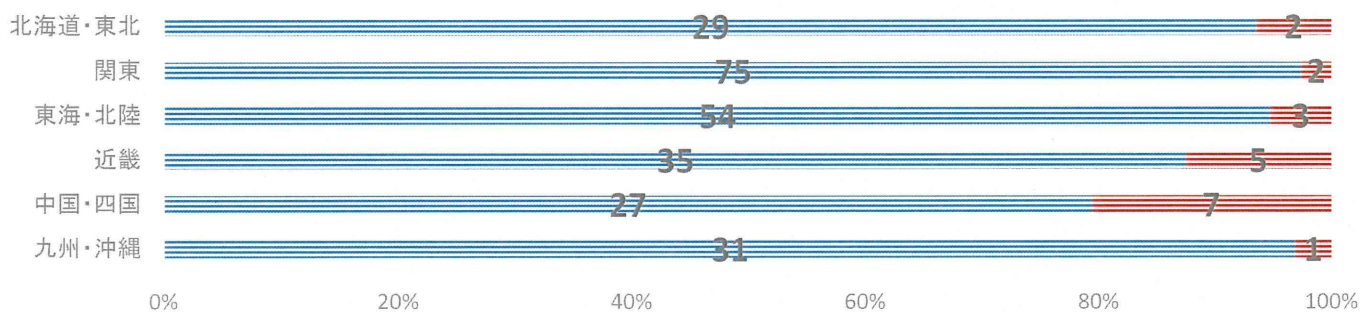 北海道・東北 29 2
関東 75 2
東海・北陸 54 3
近畿 35 5
中国・四国 27 7
九州・沖縄 31 1
0% 20% 40% 60% 80% 100%